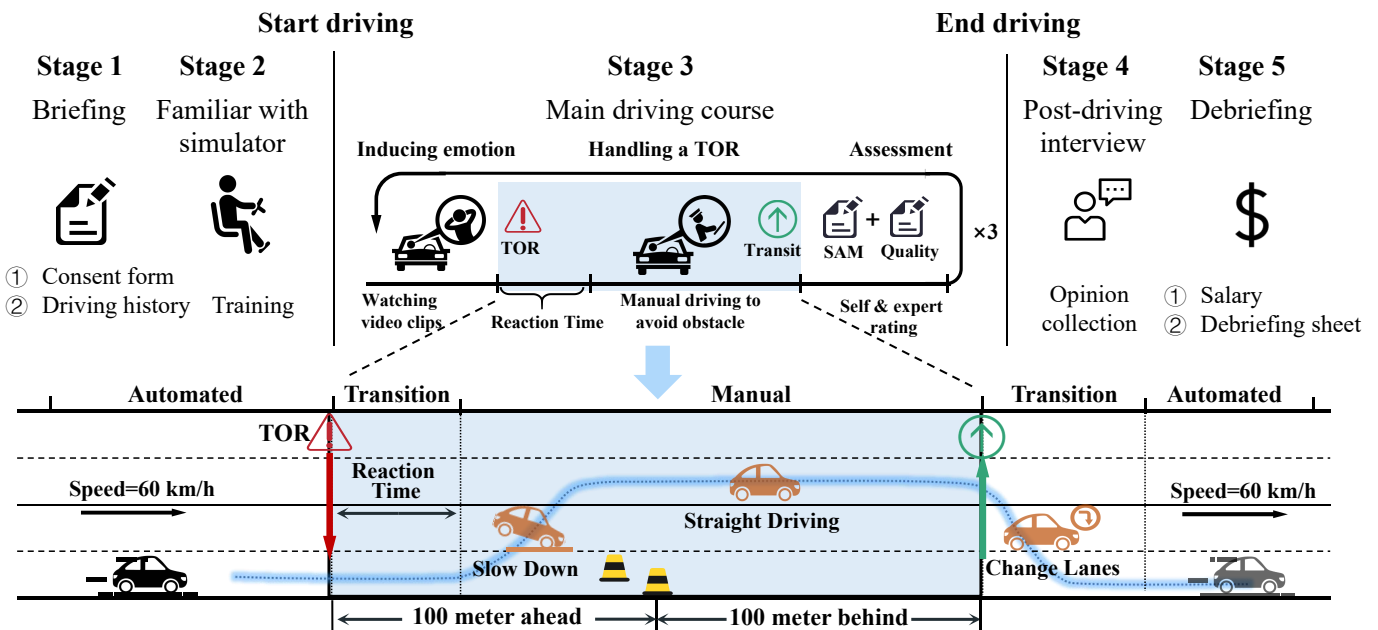 Start driving
End driving
Stage 1
Stage 2
Stage 3
Stage 4
Stage 5
Briefing
Familiar with
simulator
Main driving course
Post-driving
interview
Debriefing
Inducing emotion
Handling a TOR
Assessment
TOR
Transit
SAM
+
Quality
×3
① Consent form
② Driving history
Training
Watching
video clips
Reaction Time
Manual driving to
avoid obstacle
Self & expert
rating
Opinion
collection
① Salary
② Debriefing sheet
Automated
Transition
Manual
Transition
Automated
TOR
Reaction
Time
Speed=60 km/h
Speed=60 km/h
Straight Driving
Slow Down
Change Lanes
100 meter ahead
100 meter behind